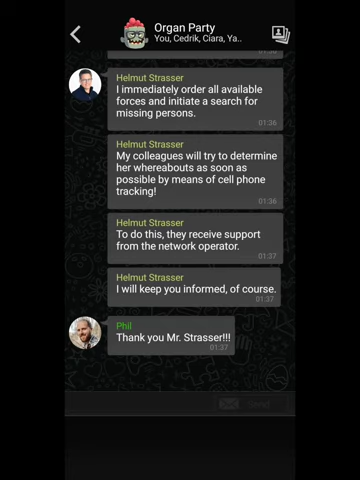 Organ Party
You, Cedrik, Ciara, Ya..
01:36
Helmut Strasser
I immediately order all available
forces and initiate a search for
missing persons.
01:36
Helmut Strasser
My colleagues will try to determine
her whereabouts as soon as
possible by means of cell phone
tracking!
01:36
Helmut Strasser
To do this, they receive support
from the network operator.
01:37
Helmut Strasser
I will keep you informed, of course.
01:37
Phil
Thank you Mr. Strasser!!!
01:37
Send